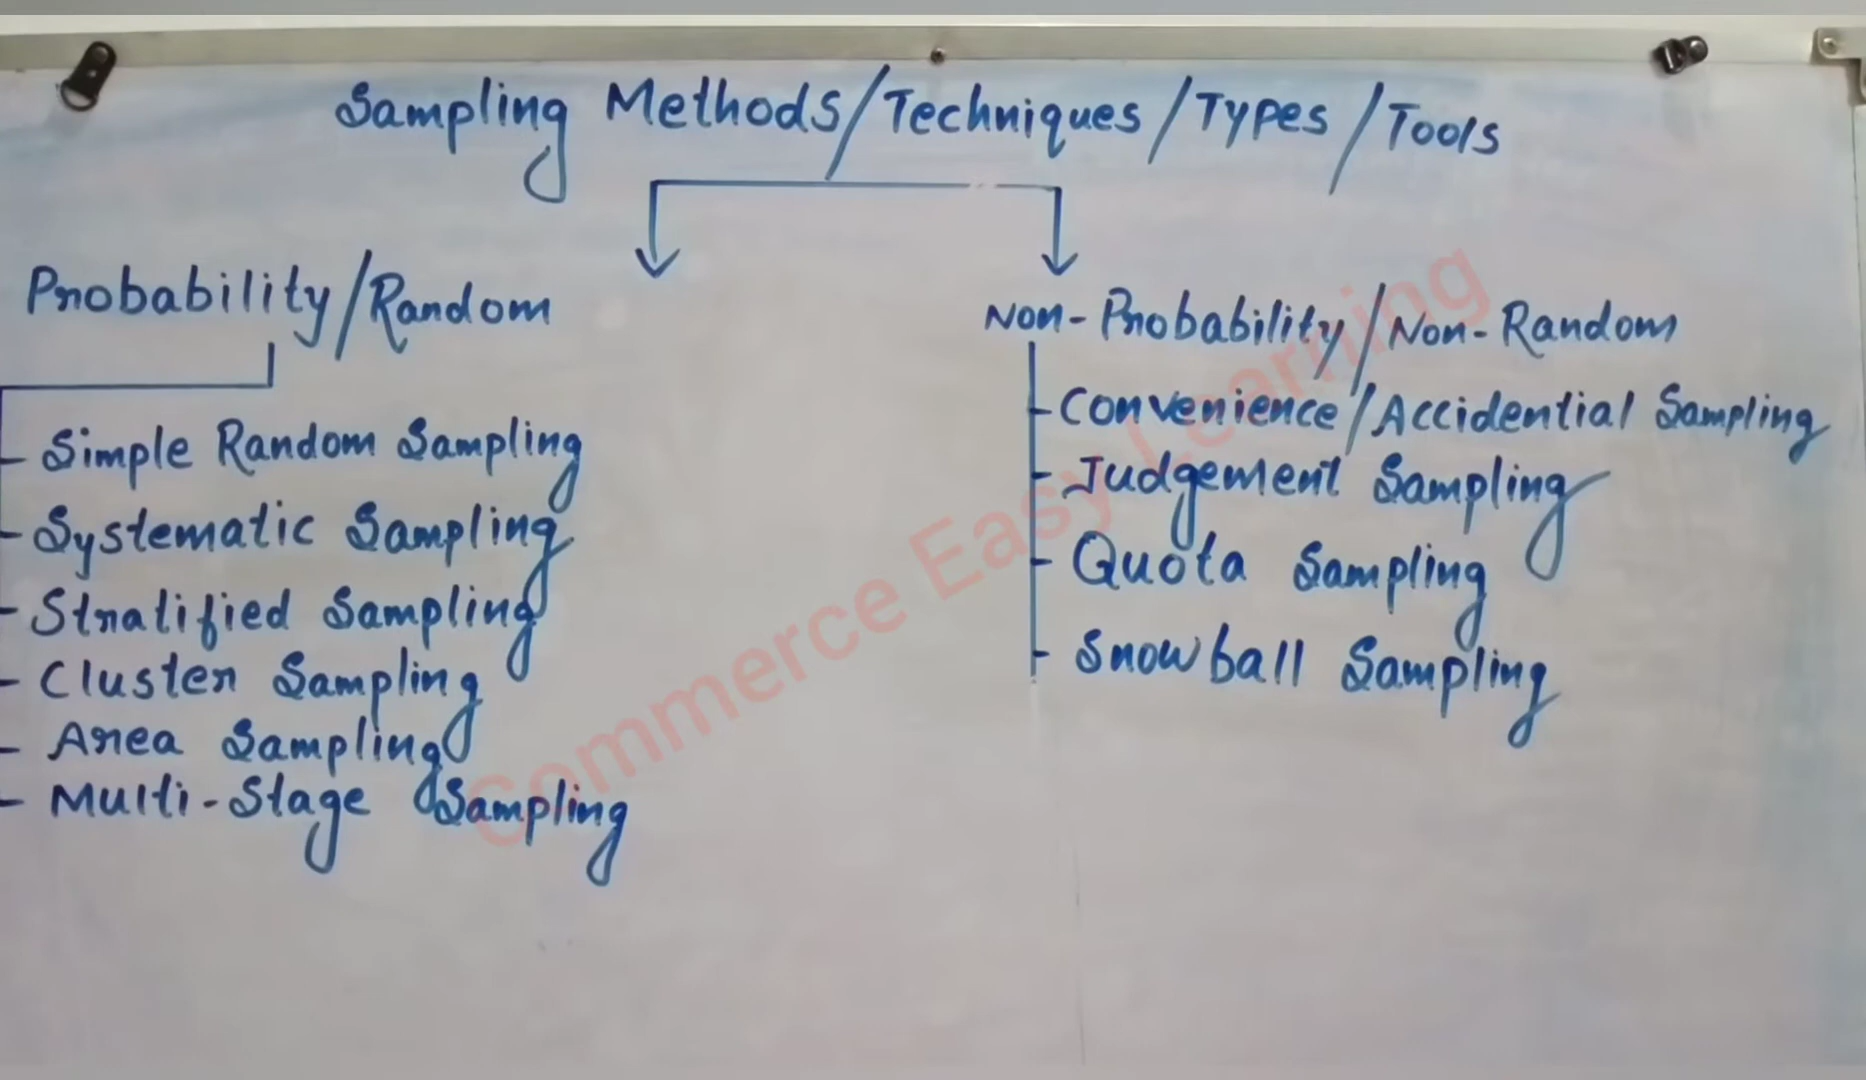 Sampling Methods/Techniques/Types/Tools
Probability/Random
Simple Random Sampling
Systematic Sampling
Stratified Sampling
Cluster Sampling
Area Sampling
Multi-Stage Sampling
Non-Probability/Non-Random
Convenience/Accidential Sampling
Judgement Sampling
Quota Sampling
Snowball Sampling
Commerce Easy Learning